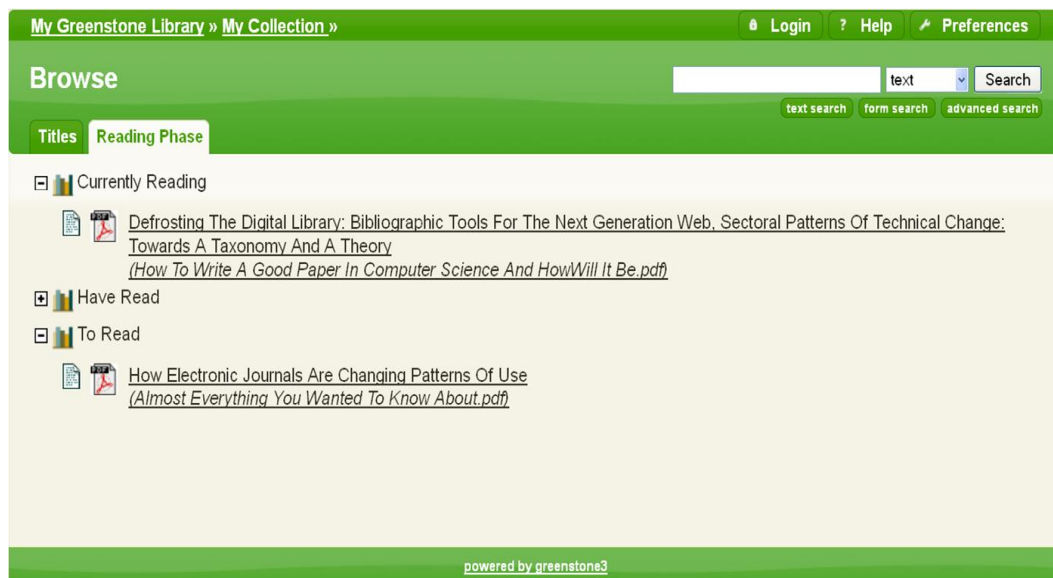 My Greenstone Library » My Collection »
Login ? Help Preferences
Browse
text Search
text search form search advanced search
Titles Reading Phase
Currently Reading
PDF Defrosting The Digital Library: Bibliographic Tools For The Next Generation Web, Sectoral Patterns Of Technical Change:
Towards A Taxonomy And A Theory
(How To Write A Good Paper In Computer Science And HowWill It Be.pdf)
Have Read
To Read
PDF How Electronic Journals Are Changing Patterns Of Use
(Almost Everything You Wanted To Know About.pdf)
powered by greenstone3